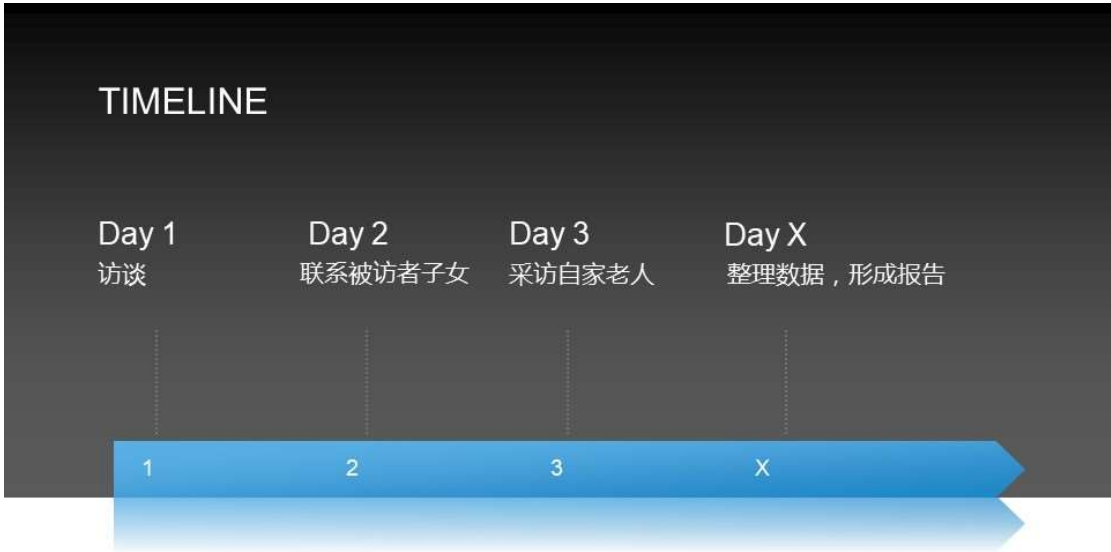 TIMELINE
Day 1
访谈
Day 2
联系被访者子女
Day 3
采访自家老人
Day X
整理数据，形成报告
1
2
3
X